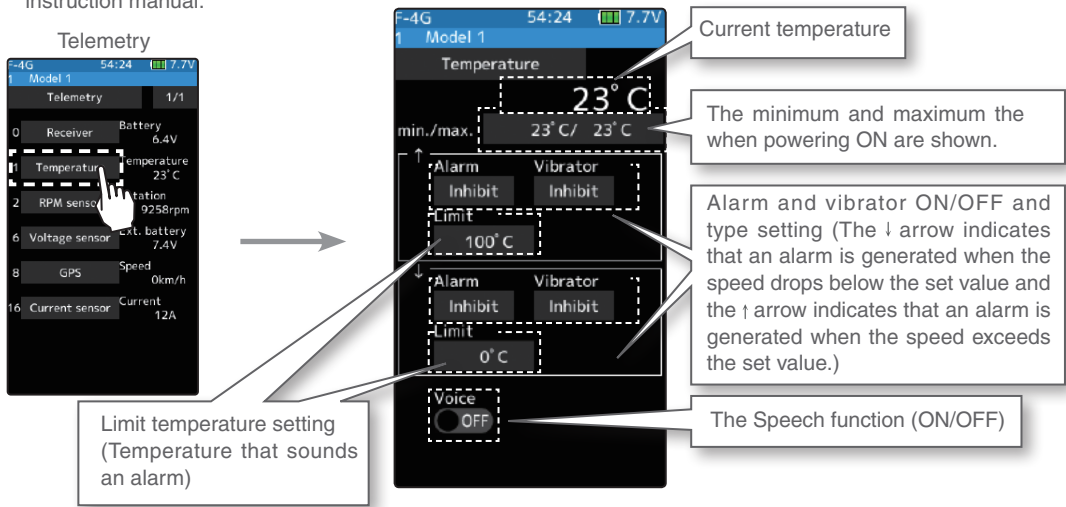 instruction manual.
Telemetry
F-4G 54:24 7.7V
1 Model 1
Telemetry 1/1
0 Receiver Battery
6.4V
1 Temperature Temperature
23°C
2 RPM sensor
9258rpm
6 Voltage sensor Ext. battery
7.4V
8 GPS Speed
0km/h
16 Current sensor Current
12A
F-4G 54:24 7.7V
1 Model 1
Temperature
23°C
min./max. 23°C/ 23°C
↑
Alarm Vibrator
Inhibit Inhibit
Limit
100°C
↓
Alarm Vibrator
Inhibit Inhibit
Limit
0°C
Voice
OFF
Current temperature
The minimum and maximum the
when powering ON are shown.
Alarm and vibrator ON/OFF and
type setting (The ↓ arrow indicates
that an alarm is generated when the
speed drops below the set value and
the ↑ arrow indicates that an alarm is
generated when the speed exceeds
the set value.)
The Speech function (ON/OFF)
Limit temperature setting
(Temperature that sounds
an alarm)